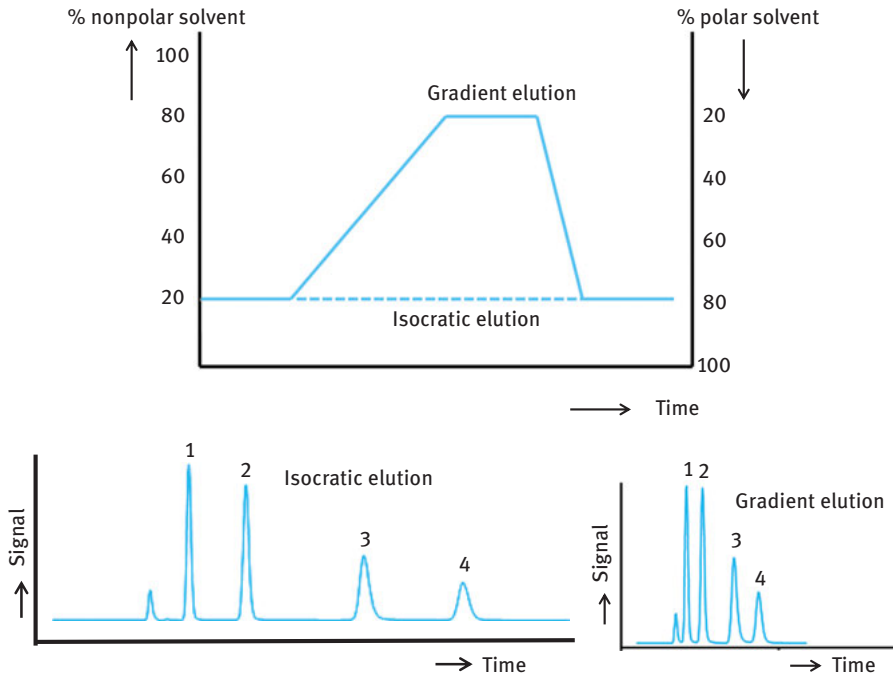 % nonpolar solvent
% polar solvent
100
80
Gradient elution
20
60
40
40
60
20
Isocratic elution
80
100
Time
1
2
Isocratic elution
3
4
Signal
Time
1 2
Gradient elution
3
4
Signal
Time